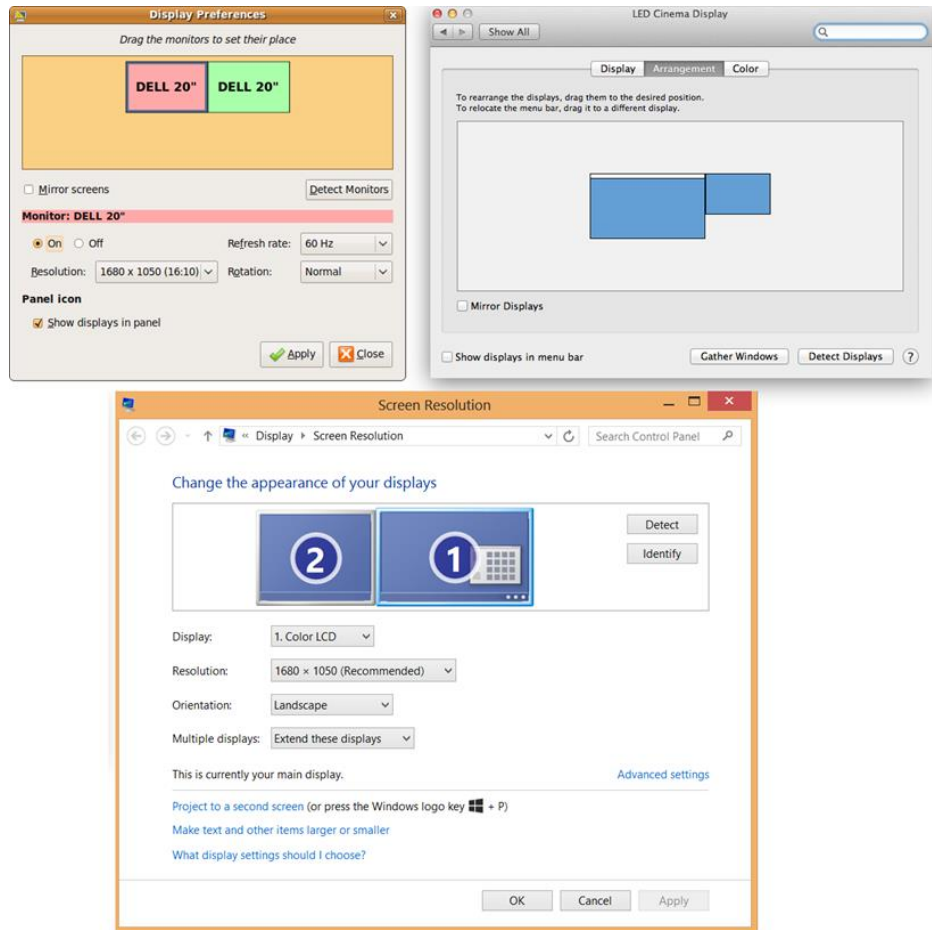 Display Preferences
Drag the monitors to set their place
DELL 20" DELL 20"
Mirror screens Detect Monitors
Monitor: DELL 20"
On Off Refresh rate: 60 Hz
Resolution: 1680 x 1050 (16:10) Rotation: Normal
Panel icon
Show displays in panel
Apply Close
LED Cinema Display
Show All
Display Arrangement Color
To rearrange the displays, drag them to the desired position.
To relocate the menu bar, drag it to a different display.
Mirror Displays
Show displays in menu bar Gather Windows Detect Displays ?
Screen Resolution
« Display Screen Resolution Search Control Panel
Change the appearance of your displays
2 1 Detect
Identify
Display: 1. Color LCD
Resolution: 1680 × 1050 (Recommended)
Orientation: Landscape
Multiple displays: Extend these displays
This is currently your main display. Advanced settings
Project to a second screen (or press the Windows logo key + P)
Make text and other items larger or smaller
What display settings should I choose?
OK Cancel Apply